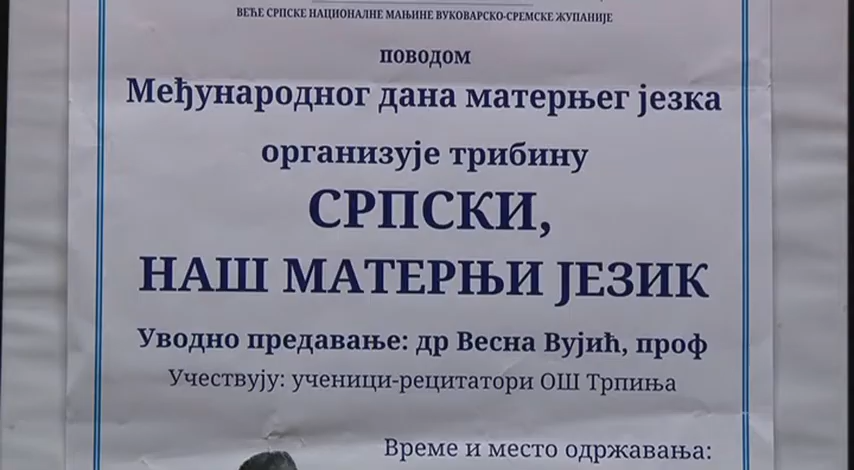 ВЕЋЕ СРПСКЕ НАЦИОНАЛНЕ МАЊИНЕ ВУКОВАРСКО-СРЕМСКЕ ЖУПАНИЈЕ
поводом
Међународног дана матерњег језка
организује трибину
СРПСКИ,
НАШ МАТЕРЊИ ЈЕЗИК
Уводно предавање: др Весна Вујић, проф
Учествују: ученици-рецитатори ОШ Трпиња
Време и место одржавања: